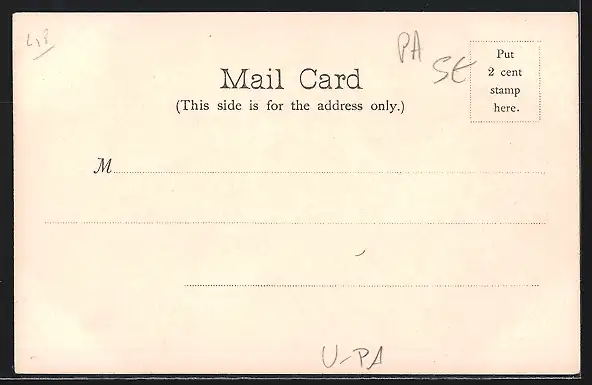 PA
SE
Put
2 cent
stamp
here.
Mail Card
(This side is for the address only.)
M
U-PA